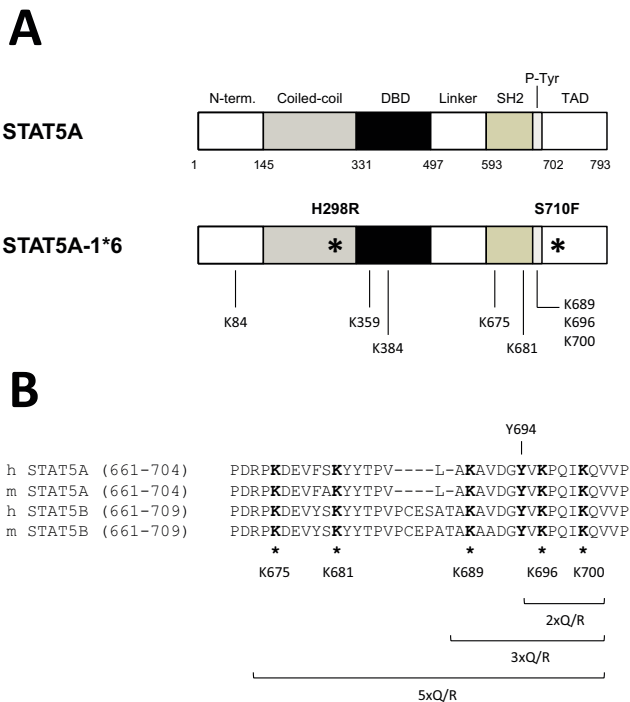 A
P-Tyr
N-term. Coiled-coil DBD Linker SH2 TAD
STAT5A
1 145 331 497 593 702 793
H298R S710F
STAT5A-1*6
* *
K84 K359 K675 K689
K384 K681 K696
K700
B
Y694
h STAT5A (661-704) PDRPKDEVFSKYYTPV----L-AKAVDGYVKPQIKQVVP
m STAT5A (661-704) PDRPKDEVFAKYYTPV----L-AKAVDGYVKPQIKQVVP
h STAT5B (661-709) PDRPKDEVYSKYYTPVPCESATAKAVDGYVKPQIKQVVP
m STAT5B (661-709) PDRPKDEVYSKYYTPVPCEPATAKAADGYVKPQIKQVVP
* * * * *
K675 K681 K689 K696 K700
2xQ/R
3xQ/R
5xQ/R